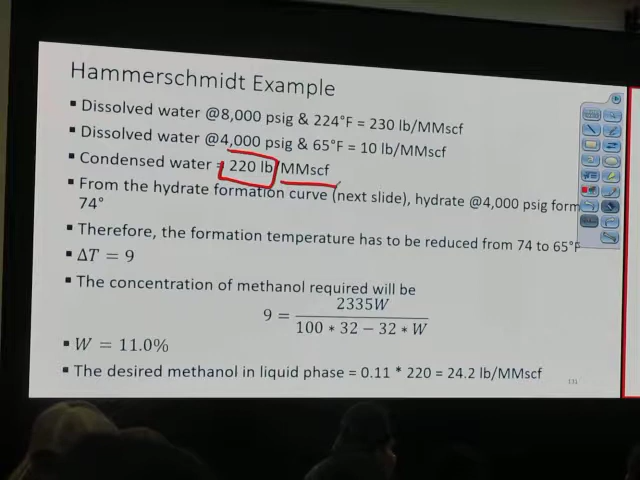 Hammerschmidt Example
▪ Dissolved water @8,000 psig & 224°F = 230 lb/MMscf
▪ Dissolved water @4,000 psig & 65°F = 10 lb/MMscf
▪ Condensed water = 220 lb/MMscf
▪ From the hydrate formation curve (next slide), hydrate @4,000 psig form
74°
▪ Therefore, the formation temperature has to be reduced from 74 to 65°F
▪ ΔT = 9
▪ The concentration of methanol required will be
9 = 2335W / 100 * 32 − 32 * W
▪ W = 11.0%
▪ The desired methanol in liquid phase = 0.11 * 220 = 24.2 lb/MMscf
131